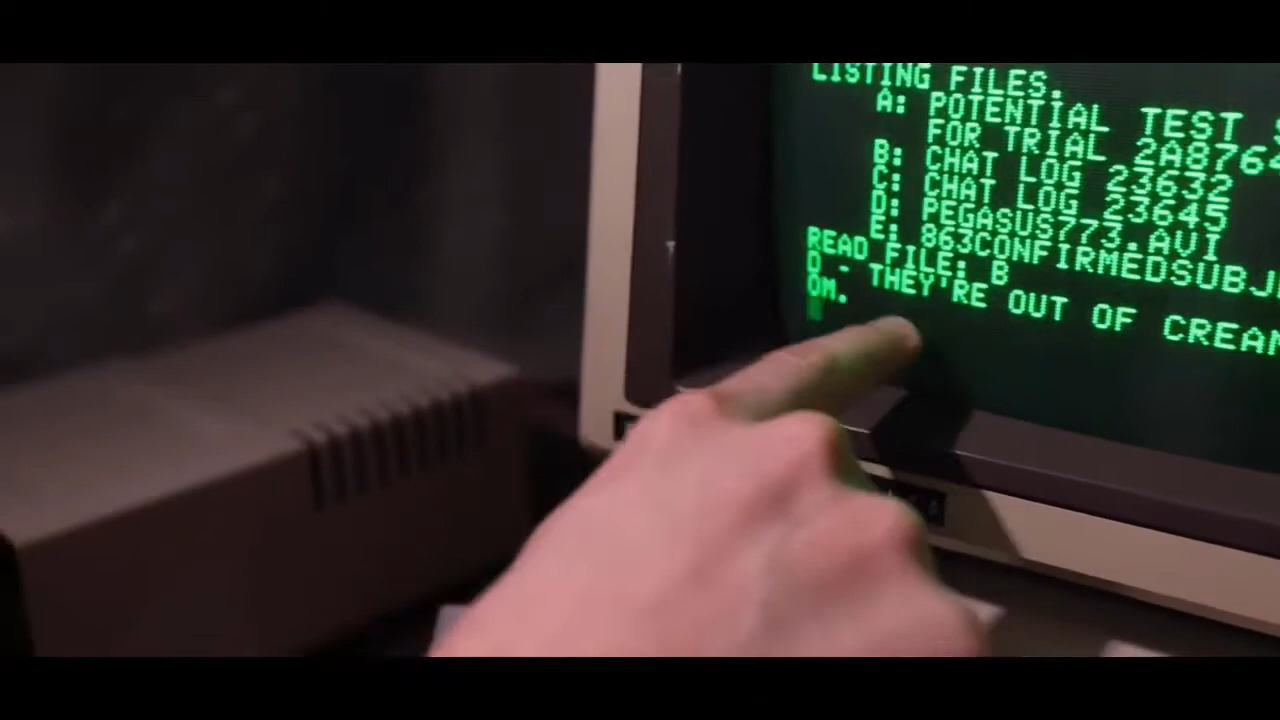 LISTING FILES.
A: POTENTIAL TEST
FOR TRIAL 2A8764
B: CHAT LOG 23632
C: CHAT LOG 23645
D: PEGASUS773.AVI
E: 863CONFIRMEDSUBJ
READ FILE: B
D - THEY'RE OUT OF CREAM
OM.